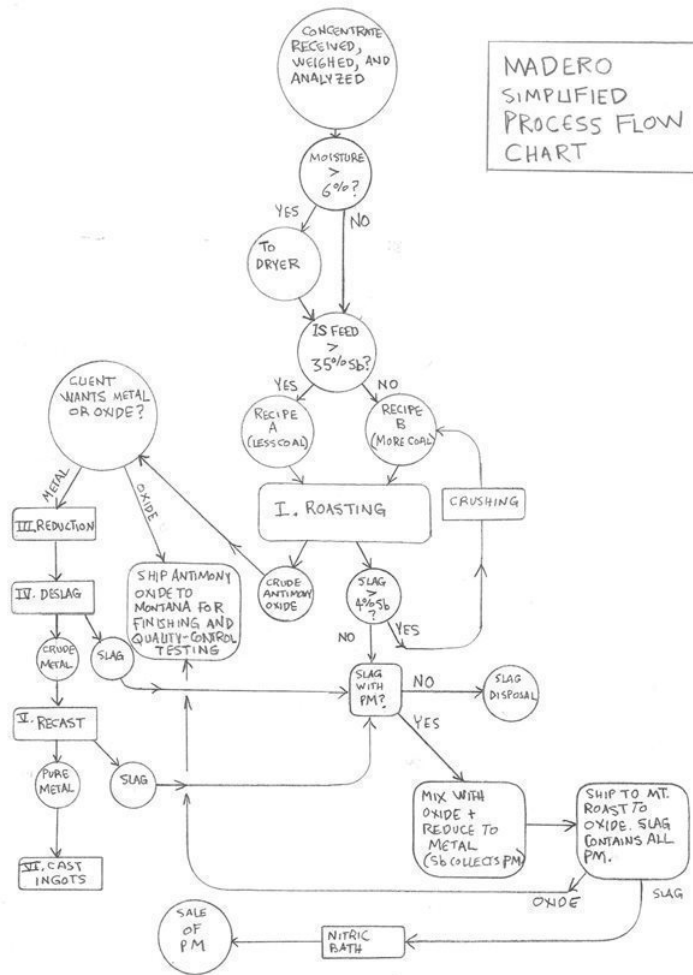 CONCENTRATE
RECEIVED,
WEIGHED, AND
ANALYZED
MADERO
SIMPLIFIED
PROCESS FLOW
CHART
MOISTURE
>
6%?
YES
NO
TO
DRYER
IS FEED
>
35% Sb?
YES
NO
RECIPE
A
(LESS COAL)
RECIPE
B
(MORE COAL)
CLIENT
WANTS METAL
OR OXIDE?
METAL
OXIDE
I. ROASTING
CRUSHING
III. REDUCTION
SHIP ANTIMONY
OXIDE TO
MONTANA FOR
FINISHING AND
QUALITY-CONTROL
TESTING
CRUDE
ANTIMONY
OXIDE
SLAG
>
4% Sb
?
NO
YES
IV. DESLAG
CRUDE
METAL
SLAG
SLAG
WITH
PM?
NO
SLAG
DISPOSAL
YES
V. RECAST
PURE
METAL
SLAG
MIX WITH
OXIDE +
REDUCE TO
METAL
(Sb COLLECTS PM)
SHIP TO MT.
ROAST TO
OXIDE. SLAG
CONTAINS ALL
PM.
VI. CAST
INGOTS
OXIDE
SLAG
SALE
OF
PM
NITRIC
BATH